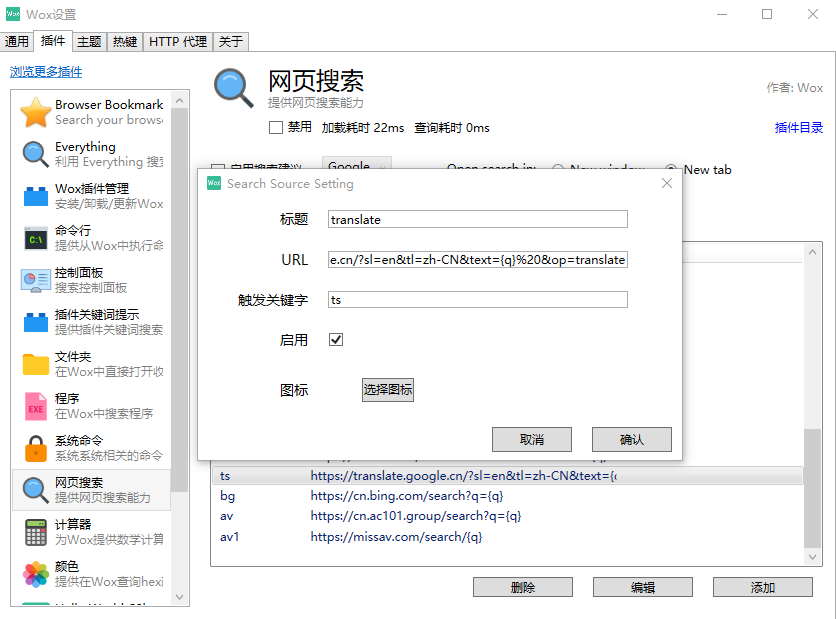 Wox设置
通用 插件 主题 热键 HTTP 代理 关于
浏览更多插件
Browser Bookmark
Search your brows
Everything
利用 Everything 搜
Wox插件管理
安装/卸载/更新Wox
命令行
提供从Wox中执行命
控制面板
搜索控制面板
插件关键词提示
提供插件关键词搜索
文件夹
在Wox中直接打开收
程序
在Wox中搜索程序
系统命令
系统系统相关的命令
网页搜索
提供网页搜索能力
计算器
为Wox提供数学计算
颜色
提供在Wox查询hexi
网页搜索
提供网页搜索能力
作者: Wox
禁用 加载耗时 22ms 查询耗时 0ms
插件目录
启用搜索建议 Google Open search in: New window New tab
Wox Search Source Setting
标题 translate
URL e.cn/?sl=en&tl=zh-CN&text={q}%20&op=translate
触发关键字 ts
启用
图标 选择图标
取消 确认
ts https://translate.google.cn/?sl=en&tl=zh-CN&text={
bg https://cn.bing.com/search?q={q}
av https://cn.ac101.group/search?q={q}
av1 https://missav.com/search/{q}
删除 编辑 添加